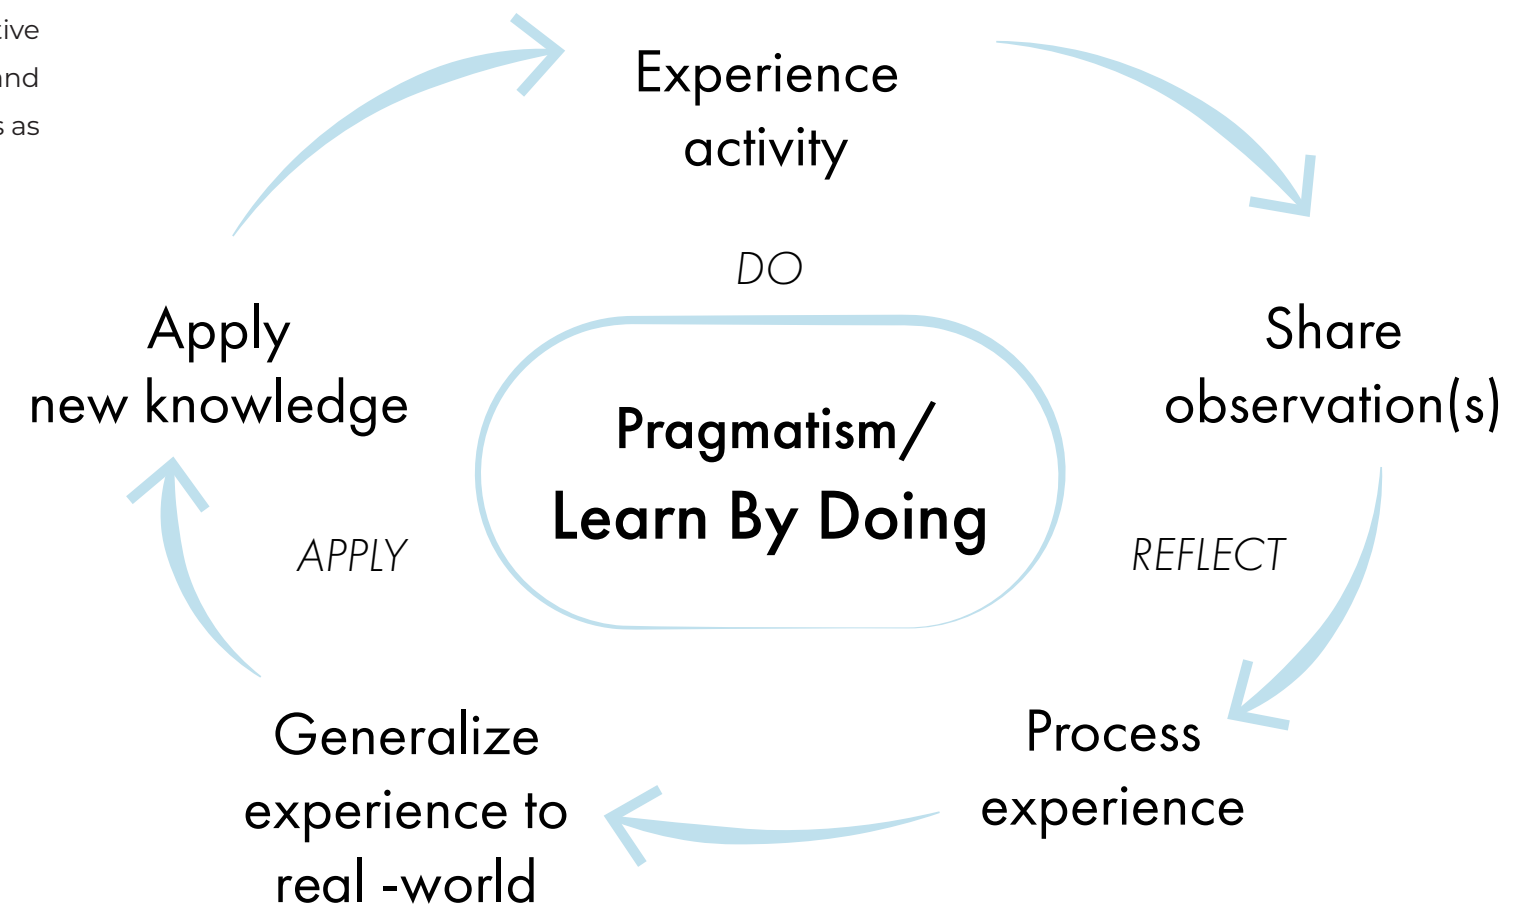 as
Experience
activity
DO
Apply
new knowledge
Share
observation(s)
Pragmatism/
Learn By Doing
APPLY
REFLECT
Generalize
experience to
real -world
Process
experience